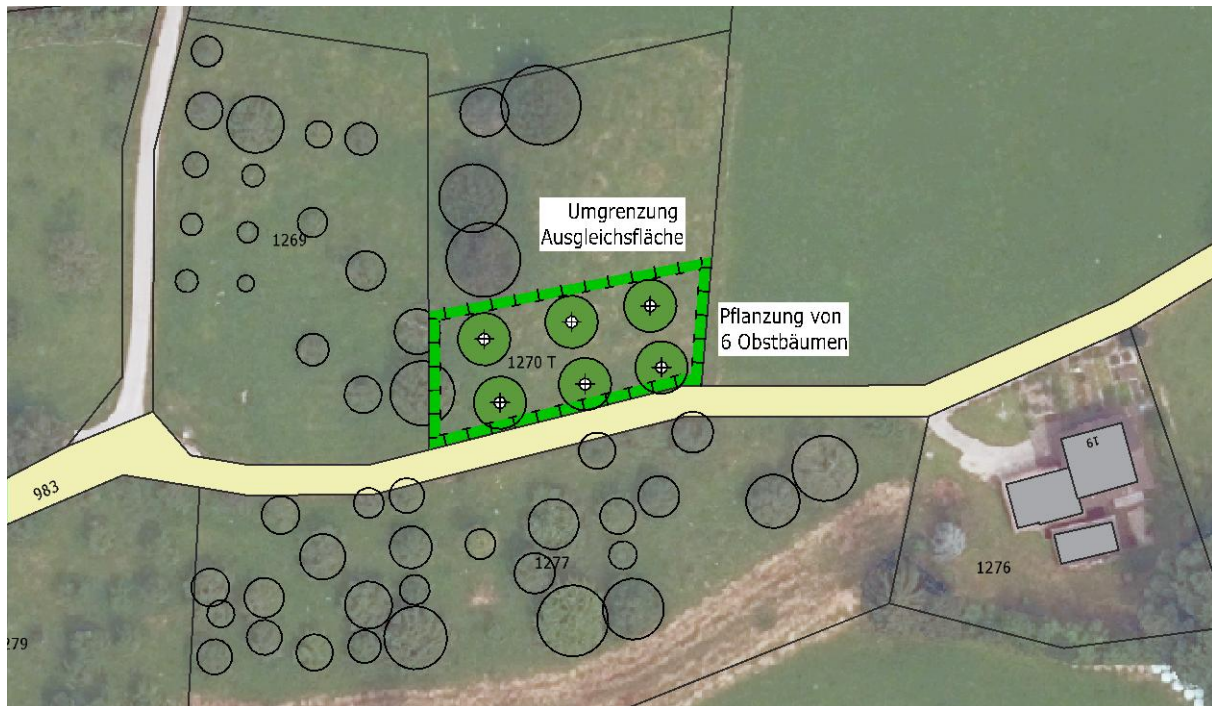 1269
Umgrenzung
Ausgleichsfläche
Pflanzung von
6 Obstbäumen
1270 T
19
983
1277
1276
279